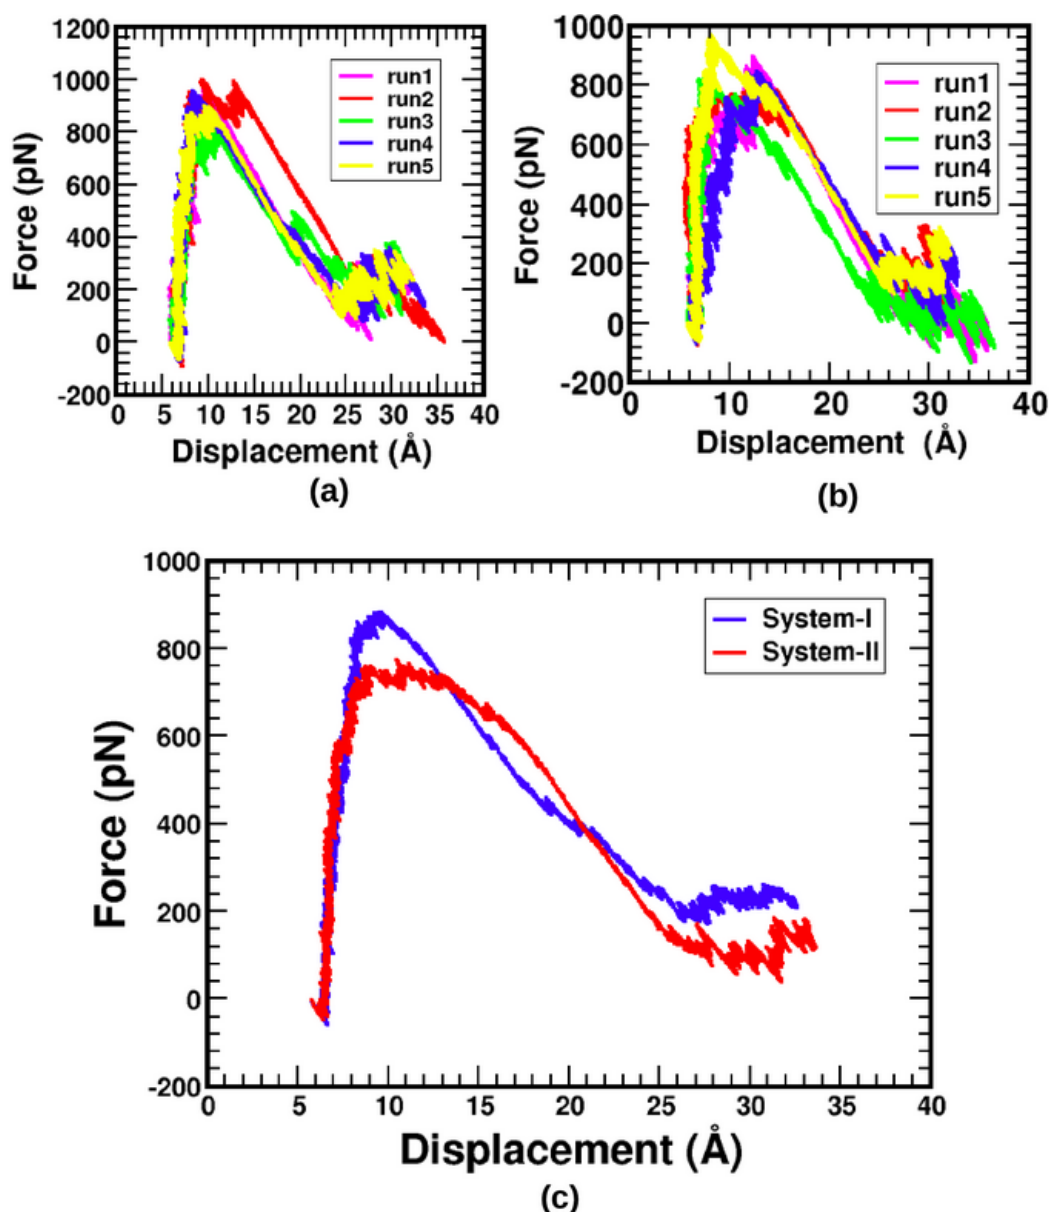 1200
1000
800
600
400
200
0
-200
Force (pN)
run1
run2
run3
run4
run5
0 5 10 15 20 25 30 35 40
Displacement (Å)
(a)
1000
800
600
400
200
0
-200
Force (pN)
run1
run2
run3
run4
run5
0 10 20 30 40
Displacement (Å)
(b)
1000
800
600
400
200
0
-200
Force (pN)
System-I
System-II
0 5 10 15 20 25 30 35 40
Displacement (Å)
(c)